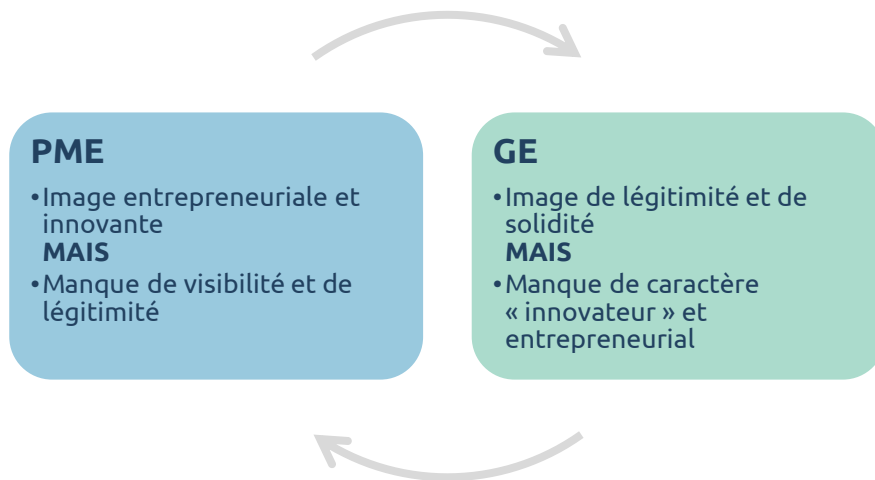 PME
•Image entrepreneuriale et
innovante
MAIS
•Manque de visibilité et de
légitimité
GE
•Image de légitimité et de
solidité
MAIS
•Manque de caractère
« innovateur » et
entrepreneurial